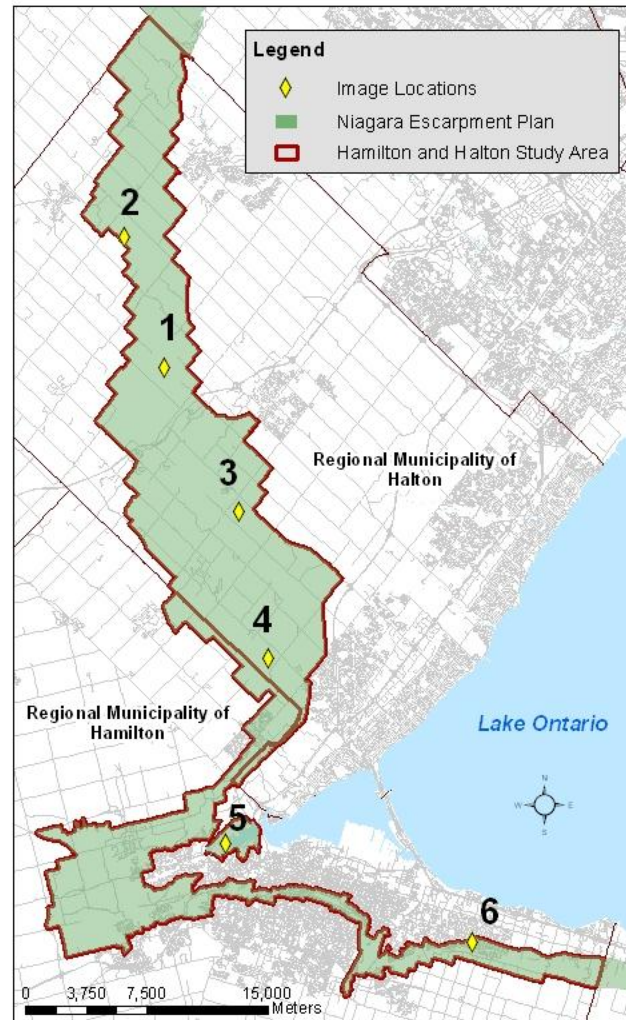 Legend
Image Locations
Niagara Escarpment Plan
Hamilton and Halton Study Area
2
1
3
Regional Municipality of
Halton
4
Regional Municipality of
Hamilton
Lake Ontario
N
W E
S
5
6
0 3,750 7,500 15,000
Meters